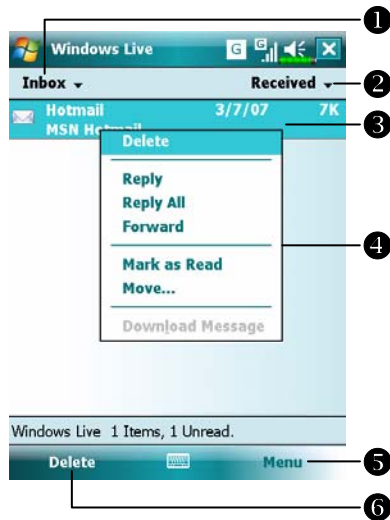 1
Windows Live G G
Inbox Received 2
Hotmail 3/7/07 7K 3
MSN
Delete
Reply
Reply All
Forward
4
Mark as Read
Move...
Download Message
Windows Live 1 Items, 1 Unread.
Delete Menu 5
6